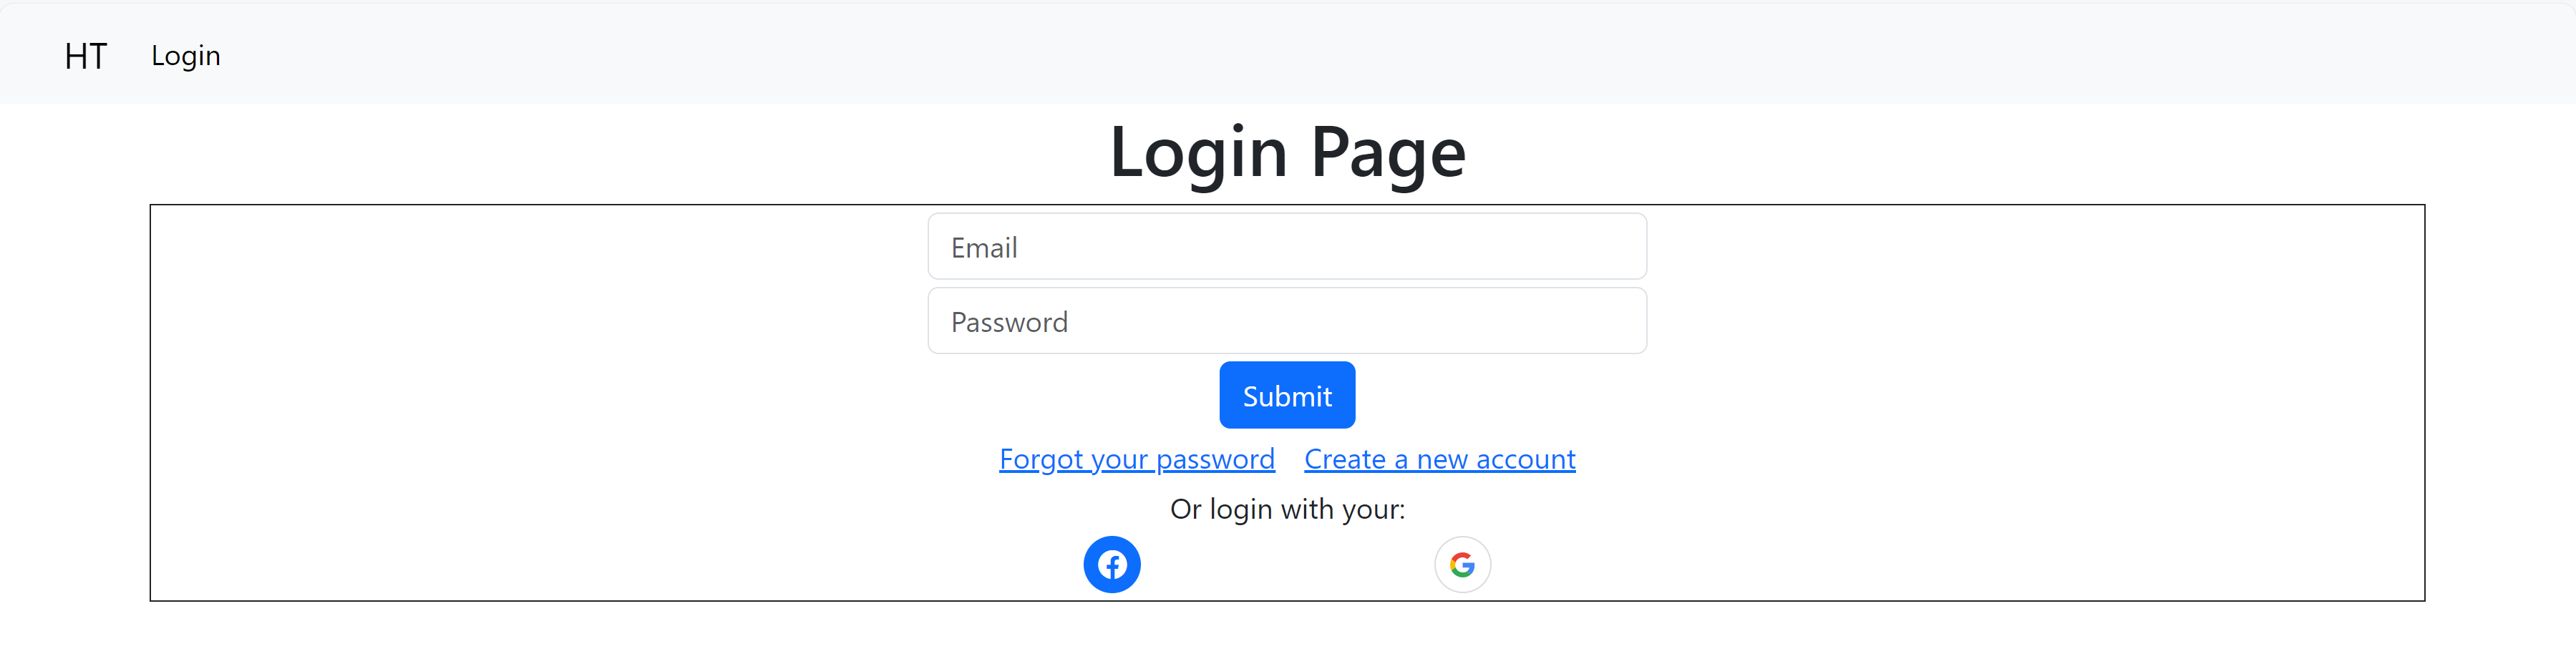 HT Login
Login Page
Email
Password
Submit
Forgot your password Create a new account
Or login with your: